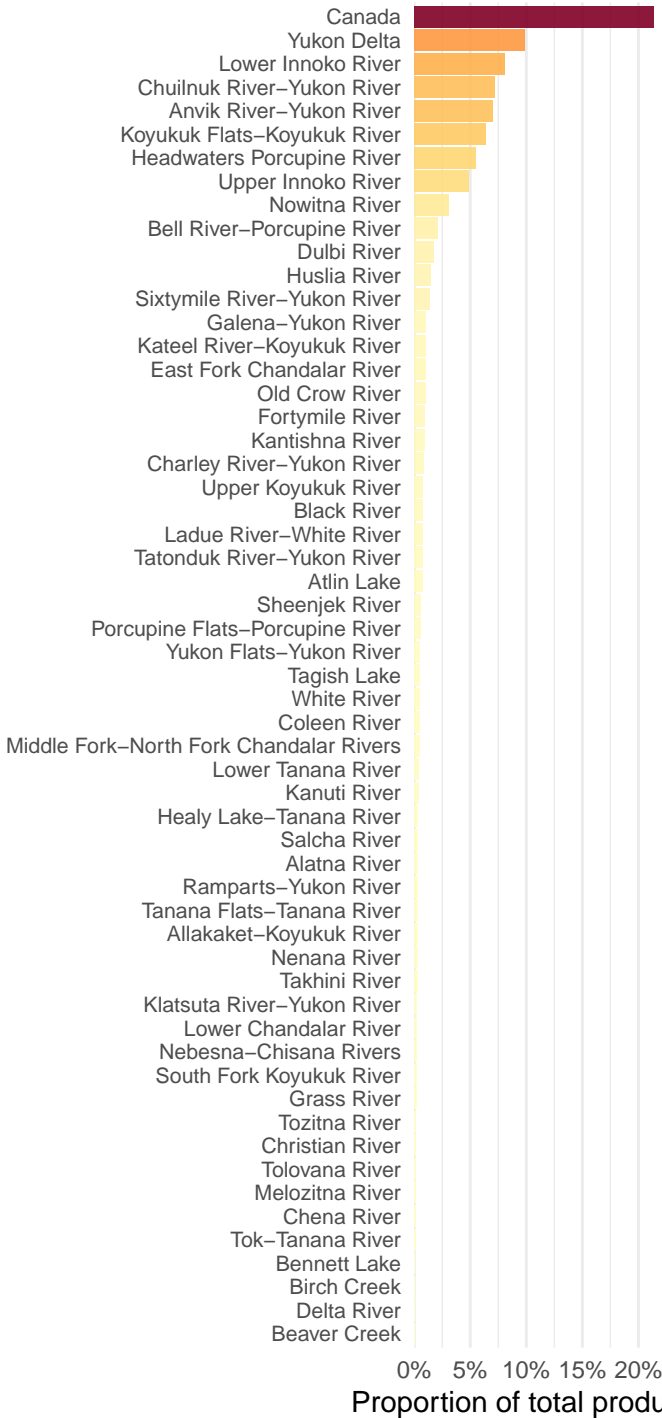 Canada
Yukon Delta
Lower Innoko River
Chuilnuk River−Yukon River
Anvik River−Yukon River
Koyukuk Flats−Koyukuk River
Headwaters Porcupine River
Upper Innoko River
Nowitna River
Bell River−Porcupine River
Dulbi River
Huslia River
Sixtymile River−Yukon River
Galena−Yukon River
Kateel River−Koyukuk River
East Fork Chandalar River
Old Crow River
Fortymile River
Kantishna River
Charley River−Yukon River
Upper Koyukuk River
Black River
Ladue River−White River
Tatonduk River−Yukon River
Atlin Lake
Sheenjek River
Porcupine Flats−Porcupine River
Yukon Flats−Yukon River
Tagish Lake
White River
Coleen River
Middle Fork−North Fork Chandalar Rivers
Lower Tanana River
Kanuti River
Healy Lake−Tanana River
Salcha River
Alatna River
Ramparts−Yukon River
Tanana Flats−Tanana River
Allakaket−Koyukuk River
Nenana River
Takhini River
Klatsuta River−Yukon River
Lower Chandalar River
Nebesna−Chisana Rivers
South Fork Koyukuk River
Grass River
Tozitna River
Christian River
Tolovana River
Melozitna River
Chena River
Tok−Tanana River
Bennett Lake
Birch Creek
Delta River
Beaver Creek
0% 5% 10% 15% 20%
Proportion of total produ